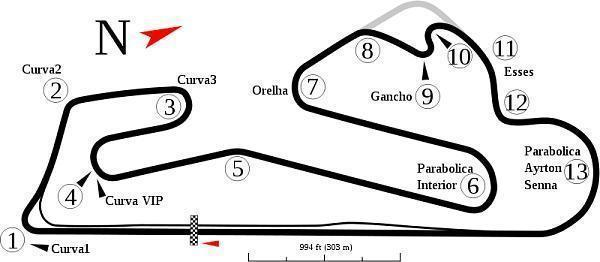 N
Curva2
2
Curva3
3
4
Curva VIP
5
1
Curva1
994 ft (303 m)
Orelha
7
8
Gancho
9
10
11
Esses
12
Parabolica
Interior
6
Parabolica
Ayrton
Senna
13